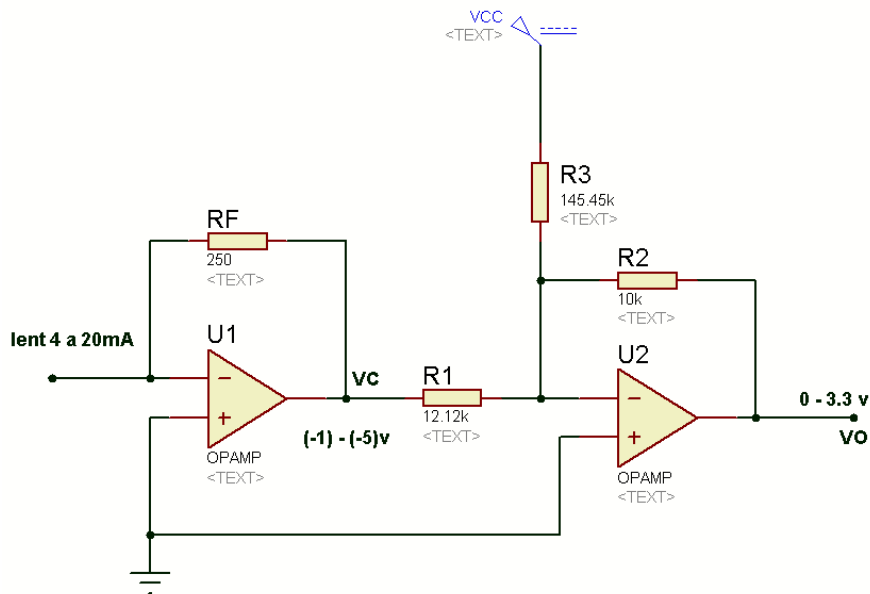 VCC
<TEXT>
R3
145.45k
<TEXT>
RF
250
<TEXT>
R2
10k
<TEXT>
Ient 4 a 20mA
U1
OPAMP
<TEXT>
VC
(-1) - (-5)v
R1
12.12k
<TEXT>
U2
OPAMP
<TEXT>
0 - 3.3 v
VO